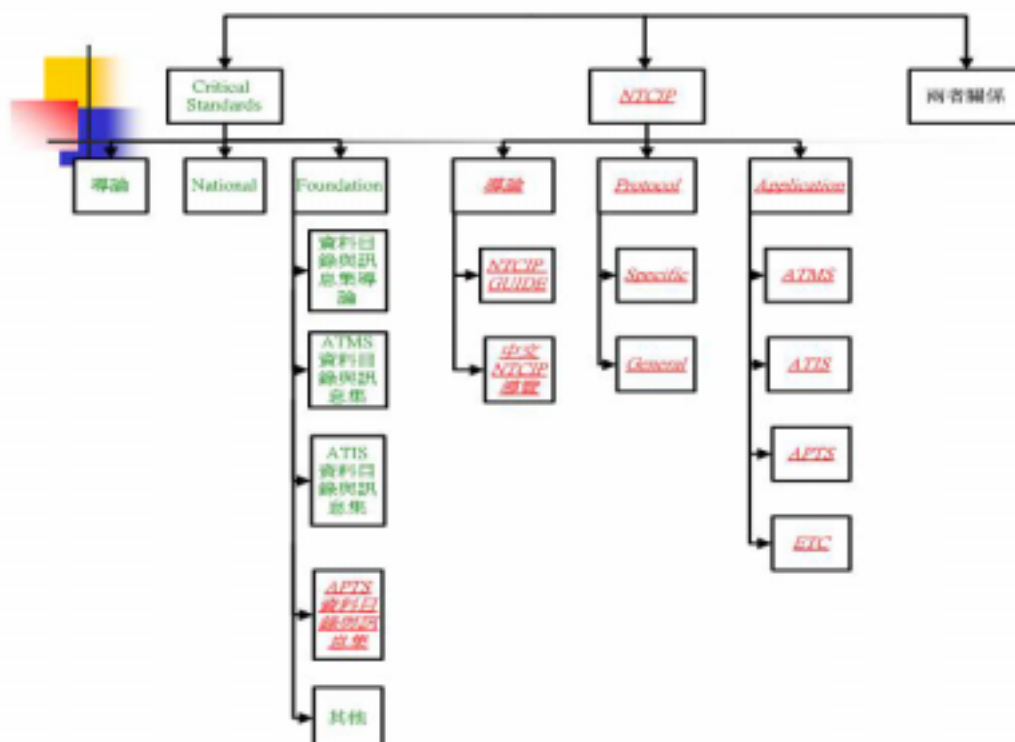 Critical
Standards
NTCIP
兩者關係
導論
National
Foundation
導論
Protocol
Application
資料目
錄與訊
息集導
論
NTCIP
GUIDE
Specific
ATMS
ATMS
資料目
錄與訊
息集
中文
NTCIP
導覽
General
ATIS
ATIS
資料目
錄與訊
息集
APTS
ETC
APTS
資料目
錄與訊
息集
其他